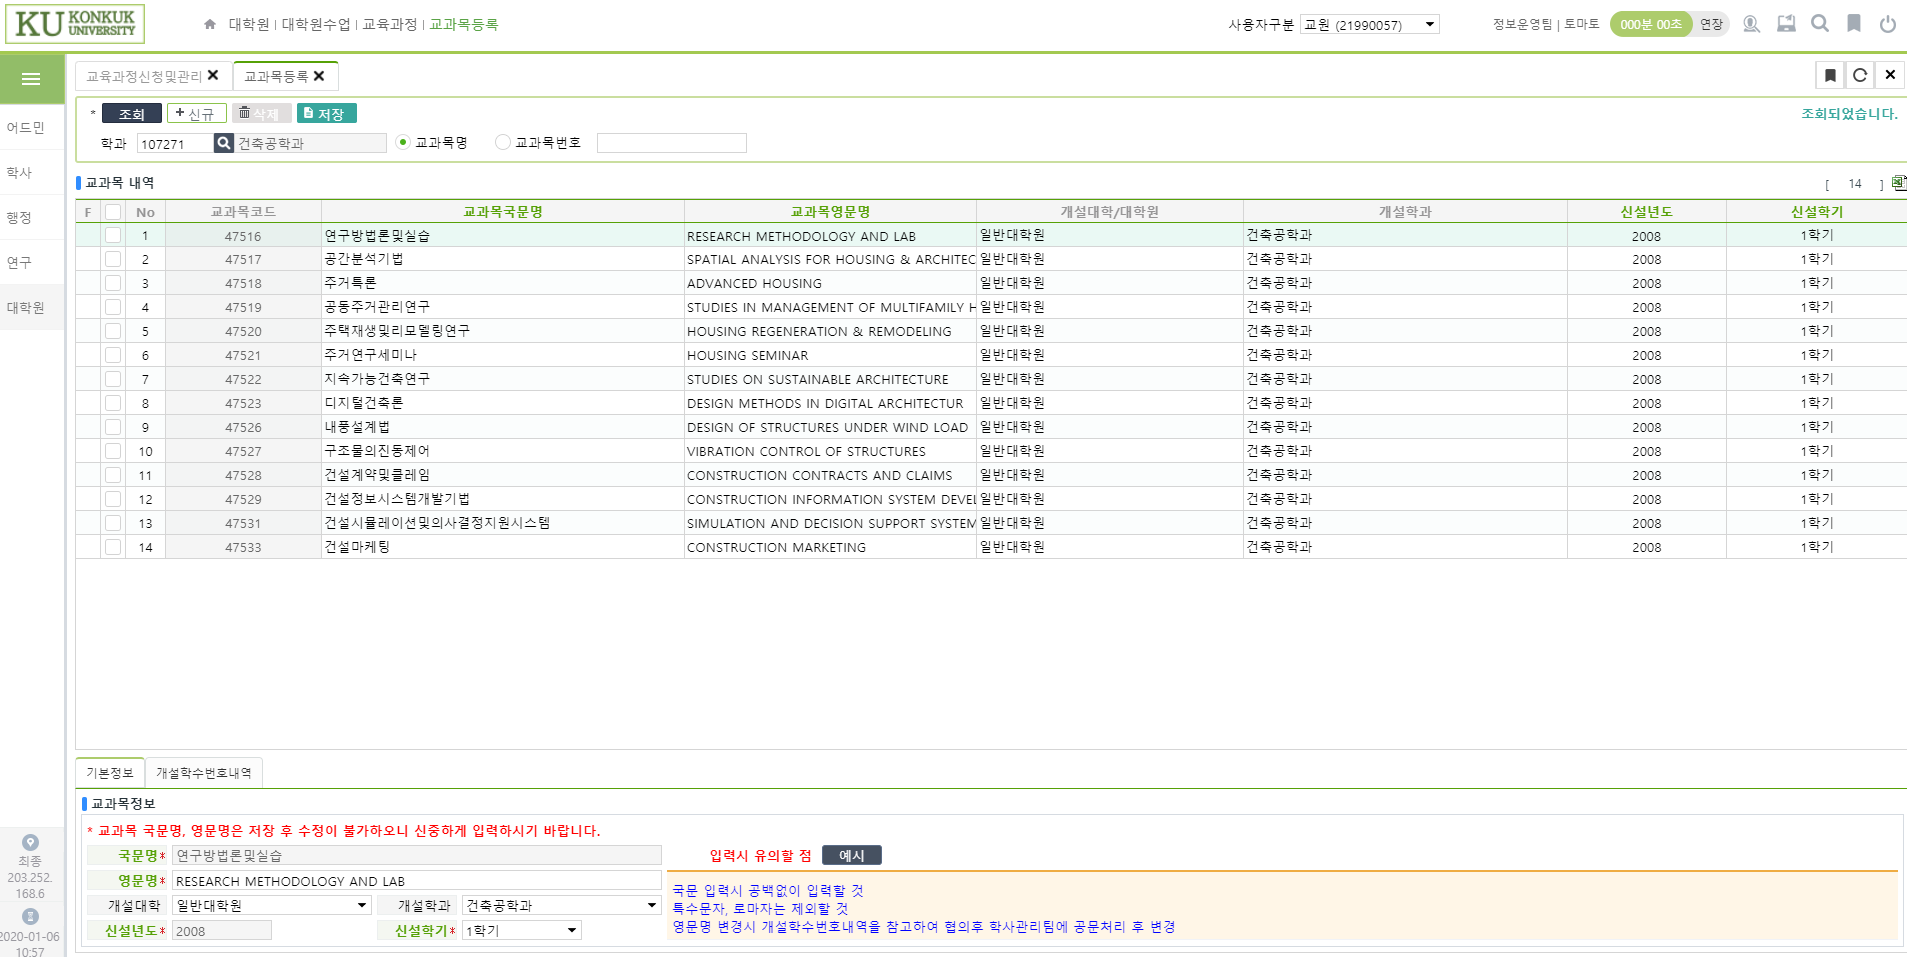 KU KONKUK UNIVERSITY
대학원 | 대학원수업 | 교육과정 | 교과목등록
사용자구분 교원 (21990057)
정보운영팀 | 토마토 000분 00초 연장
교육과정신청및관리 교과목등록
어드민
학사
행정
연구
대학원
* 조회 + 신규 삭제 저장
조회되었습니다.
학과 107271 건축공학과 교과목명 교과목번호
교과목 내역
[ 14 ]
F No 교과목코드 교과목국문명 교과목영문명 개설대학/대학원 개설학과 신설년도 신설학기
1 47516 연구방법론및실습 RESEARCH METHODOLOGY AND LAB 일반대학원 건축공학과 2008 1학기
2 47517 공간분석기법 SPATIAL ANALYSIS FOR HOUSING & ARCHITEC 일반대학원 건축공학과 2008 1학기
3 47518 주거특론 ADVANCED HOUSING 일반대학원 건축공학과 2008 1학기
4 47519 공동주거관리연구 STUDIES IN MANAGEMENT OF MULTIFAMILY H 일반대학원 건축공학과 2008 1학기
5 47520 주택재생및리모델링연구 HOUSING REGENERATION & REMODELING 일반대학원 건축공학과 2008 1학기
6 47521 주거연구세미나 HOUSING SEMINAR 일반대학원 건축공학과 2008 1학기
7 47522 지속가능건축연구 STUDIES ON SUSTAINABLE ARCHITECTURE 일반대학원 건축공학과 2008 1학기
8 47523 디지털건축론 DESIGN METHODS IN DIGITAL ARCHITECTUR 일반대학원 건축공학과 2008 1학기
9 47526 내풍설계법 DESIGN OF STRUCTURES UNDER WIND LOAD 일반대학원 건축공학과 2008 1학기
10 47527 구조물의진동제어 VIBRATION CONTROL OF STRUCTURES 일반대학원 건축공학과 2008 1학기
11 47528 건설계약및클레임 CONSTRUCTION CONTRACTS AND CLAIMS 일반대학원 건축공학과 2008 1학기
12 47529 건설정보시스템개발기법 CONSTRUCTION INFORMATION SYSTEM DEVEL 일반대학원 건축공학과 2008 1학기
13 47531 건설시뮬레이션및의사결정지원시스템 SIMULATION AND DECISION SUPPORT SYSTEM 일반대학원 건축공학과 2008 1학기
14 47533 건설마케팅 CONSTRUCTION MARKETING 일반대학원 건축공학과 2008 1학기
기본정보 개설학수번호내역
교과목정보
* 교과목 국문명, 영문명은 저장 후 수정이 불가하오니 신중하게 입력하시기 바랍니다.
국문명* 연구방법론및실습
영문명* RESEARCH METHODOLOGY AND LAB
개설대학 일반대학원 개설학과 건축공학과
신설년도* 2008 신설학기* 1학기
입력시 유의할 점 예시
국문 입력시 공백없이 입력할 것
특수문자, 로마자는 제외할 것
영문명 변경시 개설학수번호내역을 참고하여 협의후 학사관리팀에 공문처리 후 변경
최종
203.252.
168.6
2020-01-06
10:57